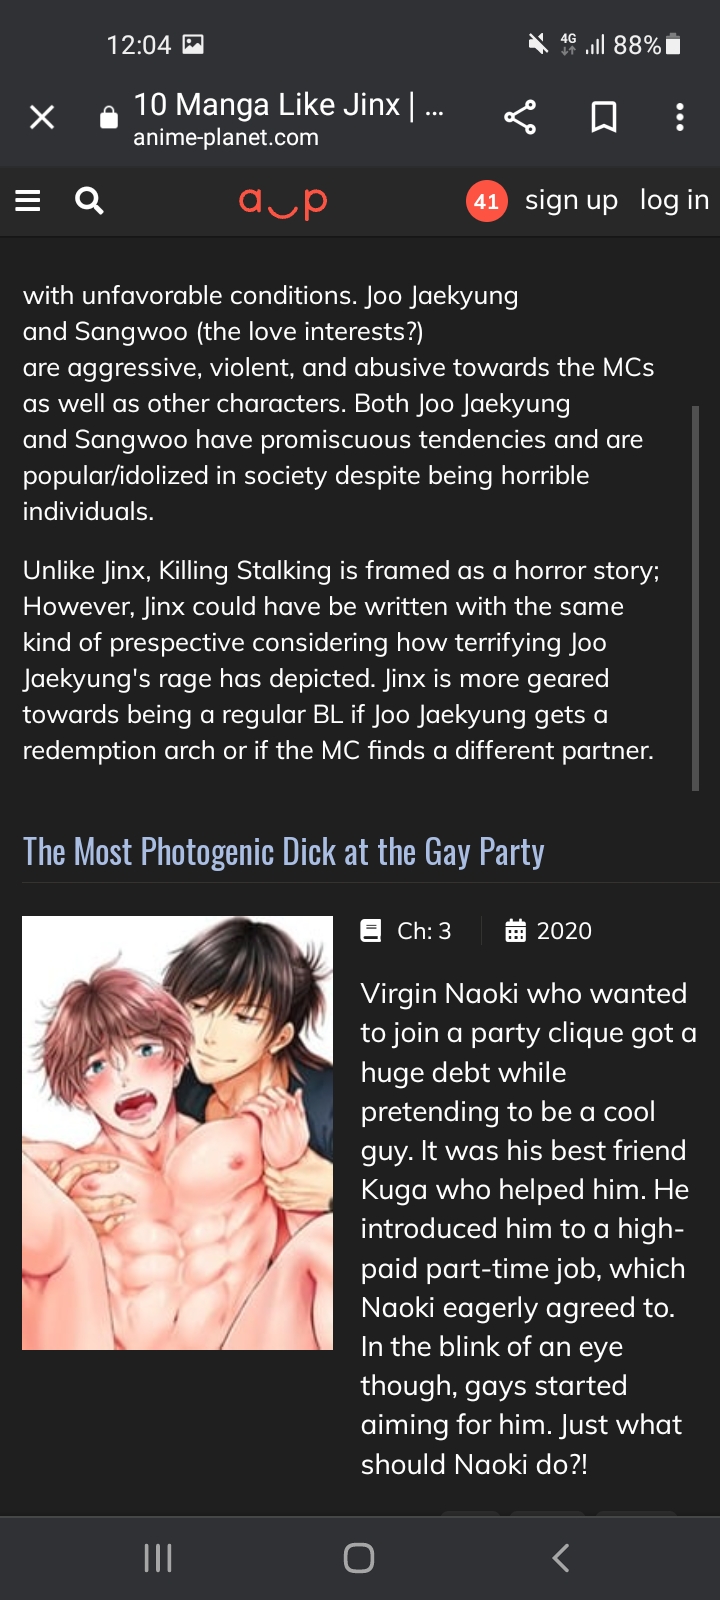 12:04 4G 88%
10 Manga Like Jinx | ...
anime-planet.com
a p 41 sign up log in
with unfavorable conditions. Joo Jaekyung
and Sangwoo (the love interests?)
are aggressive, violent, and abusive towards the MCs
as well as other characters. Both Joo Jaekyung
and Sangwoo have promiscuous tendencies and are
popular/idolized in society despite being horrible
individuals.
Unlike Jinx, Killing Stalking is framed as a horror story;
However, Jinx could have be written with the same
kind of prespective considering how terrifying Joo
Jaekyung's rage has depicted. Jinx is more geared
towards being a regular BL if Joo Jaekyung gets a
redemption arch or if the MC finds a different partner.
The Most Photogenic Dick at the Gay Party
Ch: 3 2020
Virgin Naoki who wanted
to join a party clique got a
huge debt while
pretending to be a cool
guy. It was his best friend
Kuga who helped him. He
introduced him to a high-
paid part-time job, which
Naoki eagerly agreed to.
In the blink of an eye
though, gays started
aiming for him. Just what
should Naoki do?!